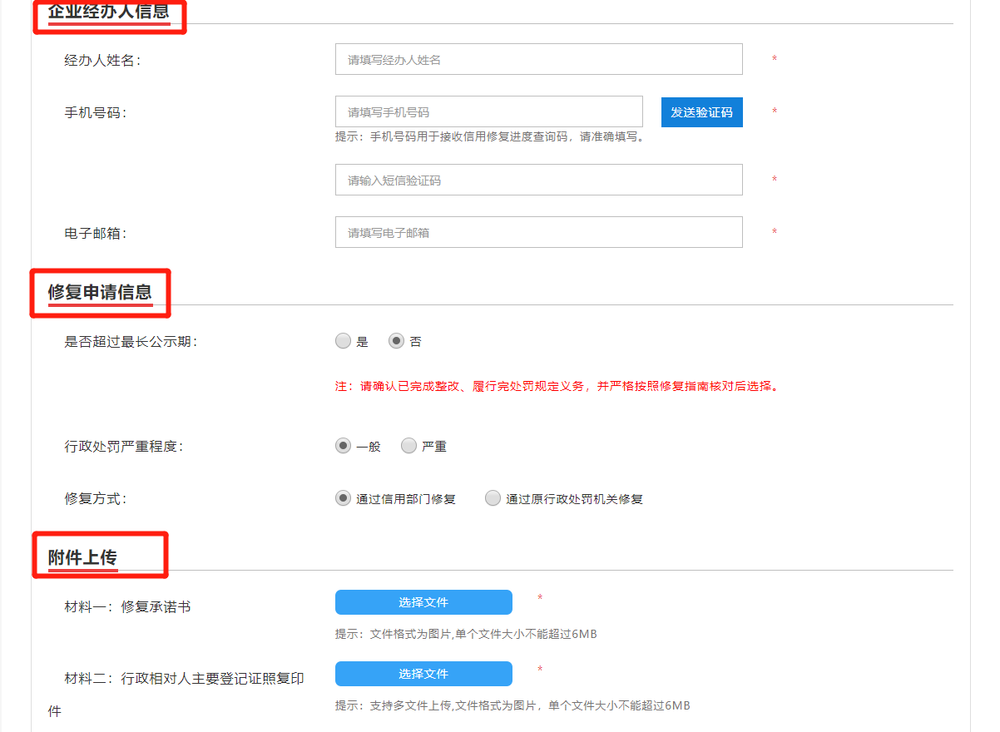 企业经办人信息
经办人姓名： 请填写经办人姓名 *
手机号码： 请填写手机号码 发送验证码 *
提示：手机号码用于接收信用修复进度查询码，请准确填写。
请输入短信验证码 *
电子邮箱： 请填写电子邮箱 *
修复申请信息
是否超过最长公示期： 是 否
注：请确认已完成整改、履行完处罚规定义务，并严格按照修复指南核对后选择。
行政处罚严重程度： 一般 严重
修复方式： 通过信用部门修复 通过原行政处罚机关修复
附件上传
材料一：修复承诺书 选择文件 *
提示：文件格式为图片,单个文件大小不能超过6MB
材料二：行政相对人主要登记证照复印 选择文件 *
件 提示：支持多文件上传,文件格式为图片，单个文件大小不能超过6MB